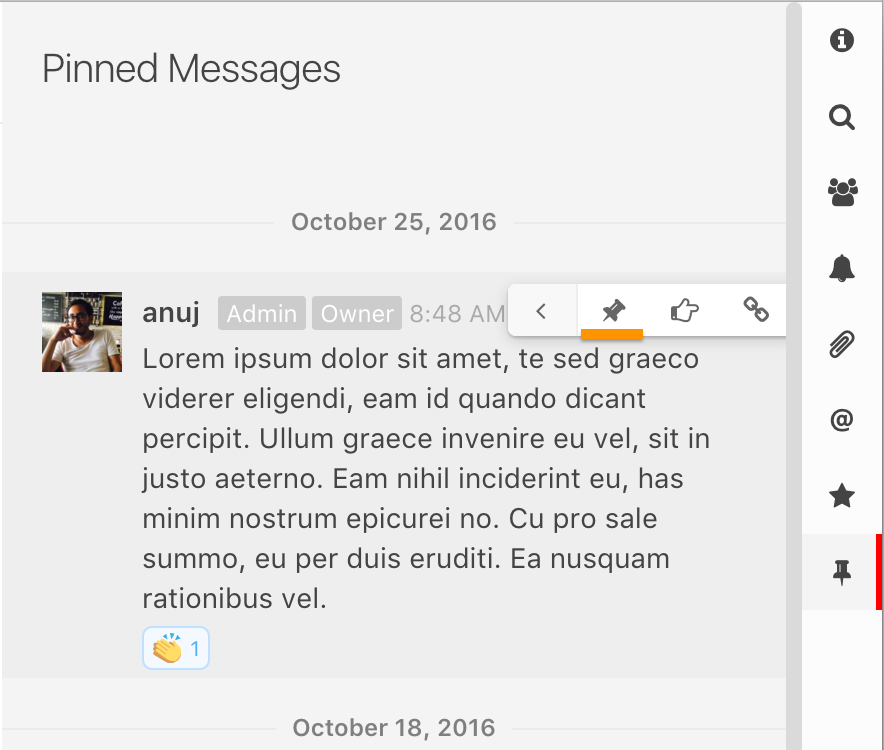 Pinned Messages
October 25, 2016
anuj Admin Owner 8:48 AM
Lorem ipsum dolor sit amet, te sed graeco
viderer eligendi, eam id quando dicant
percipit. Ullum graece invenire eu vel, sit in
justo aeterno. Eam nihil inciderint eu, has
minim nostrum epicurei no. Cu pro sale
summo, eu per duis eruditi. Ea nusquam
rationibus vel.
1
October 18, 2016